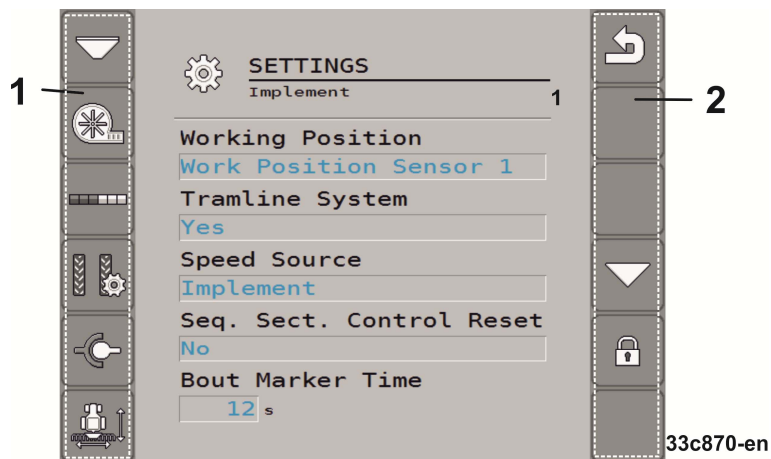 SETTINGS
Implement
1
1
2
Working Position
Work Position Sensor 1
Tramline System
Yes
Speed Source
Implement
Seq. Sect. Control Reset
No
Bout Marker Time
12 s
33c870-en